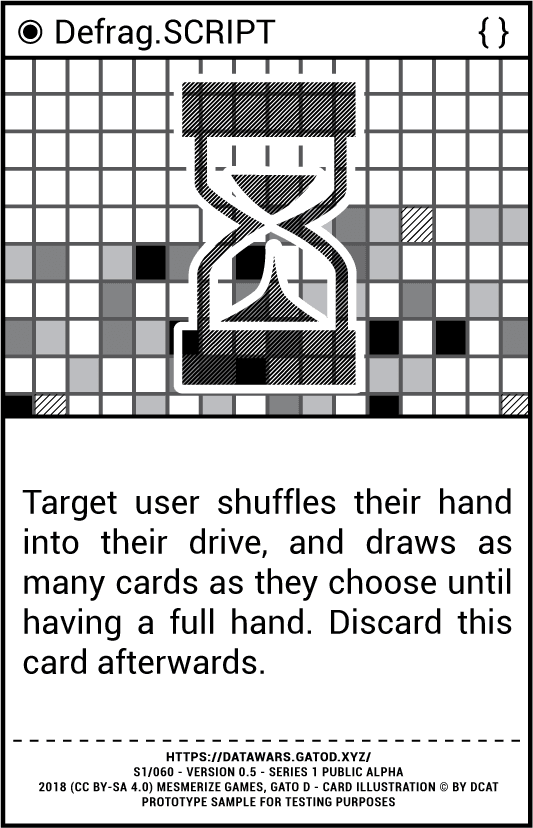 Defrag.SCRIPT { }
Target user shuffles their hand
into their drive, and draws as
many cards as they choose until
having a full hand. Discard this
card afterwards.
HTTPS://DATAWARS.GATOD.XYZ/
S1/060 - VERSION 0.5 - SERIES 1 PUBLIC ALPHA
2018 (CC BY-SA 4.0) MESMERIZE GAMES, GATO D - CARD ILLUSTRATION © BY DCAT
PROTOTYPE SAMPLE FOR TESTING PURPOSES